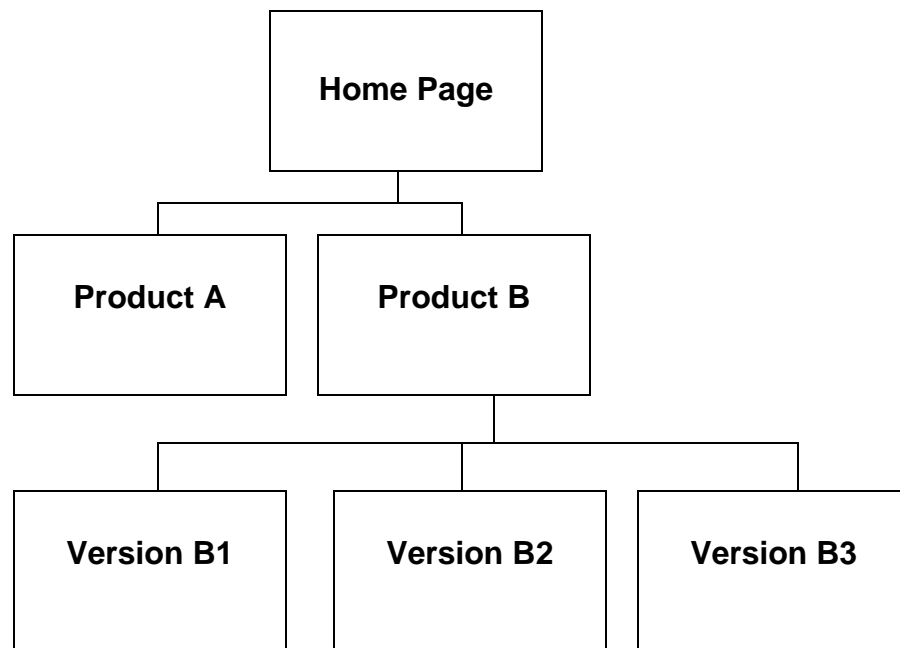 Home Page
Product A
Product B
Version B1
Version B2
Version B3